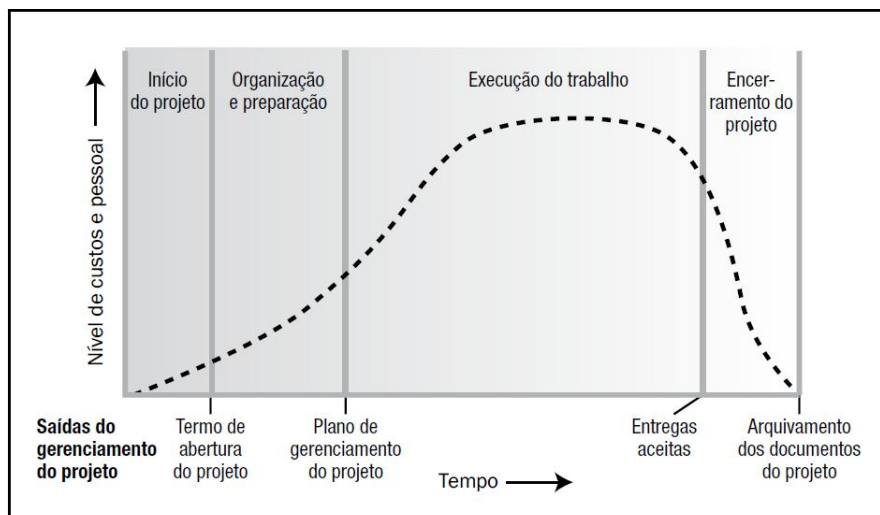 Início
do projeto
Organização
e preparação
Execução do trabalho
Encer-
ramento do
projeto
Nível de custos e pessoal
Saídas do
gerenciamento
do projeto
Termo de
abertura
do projeto
Plano de
gerenciamento
do projeto
Entregas
aceitas
Arquivamento
dos documentos
do projeto
Tempo